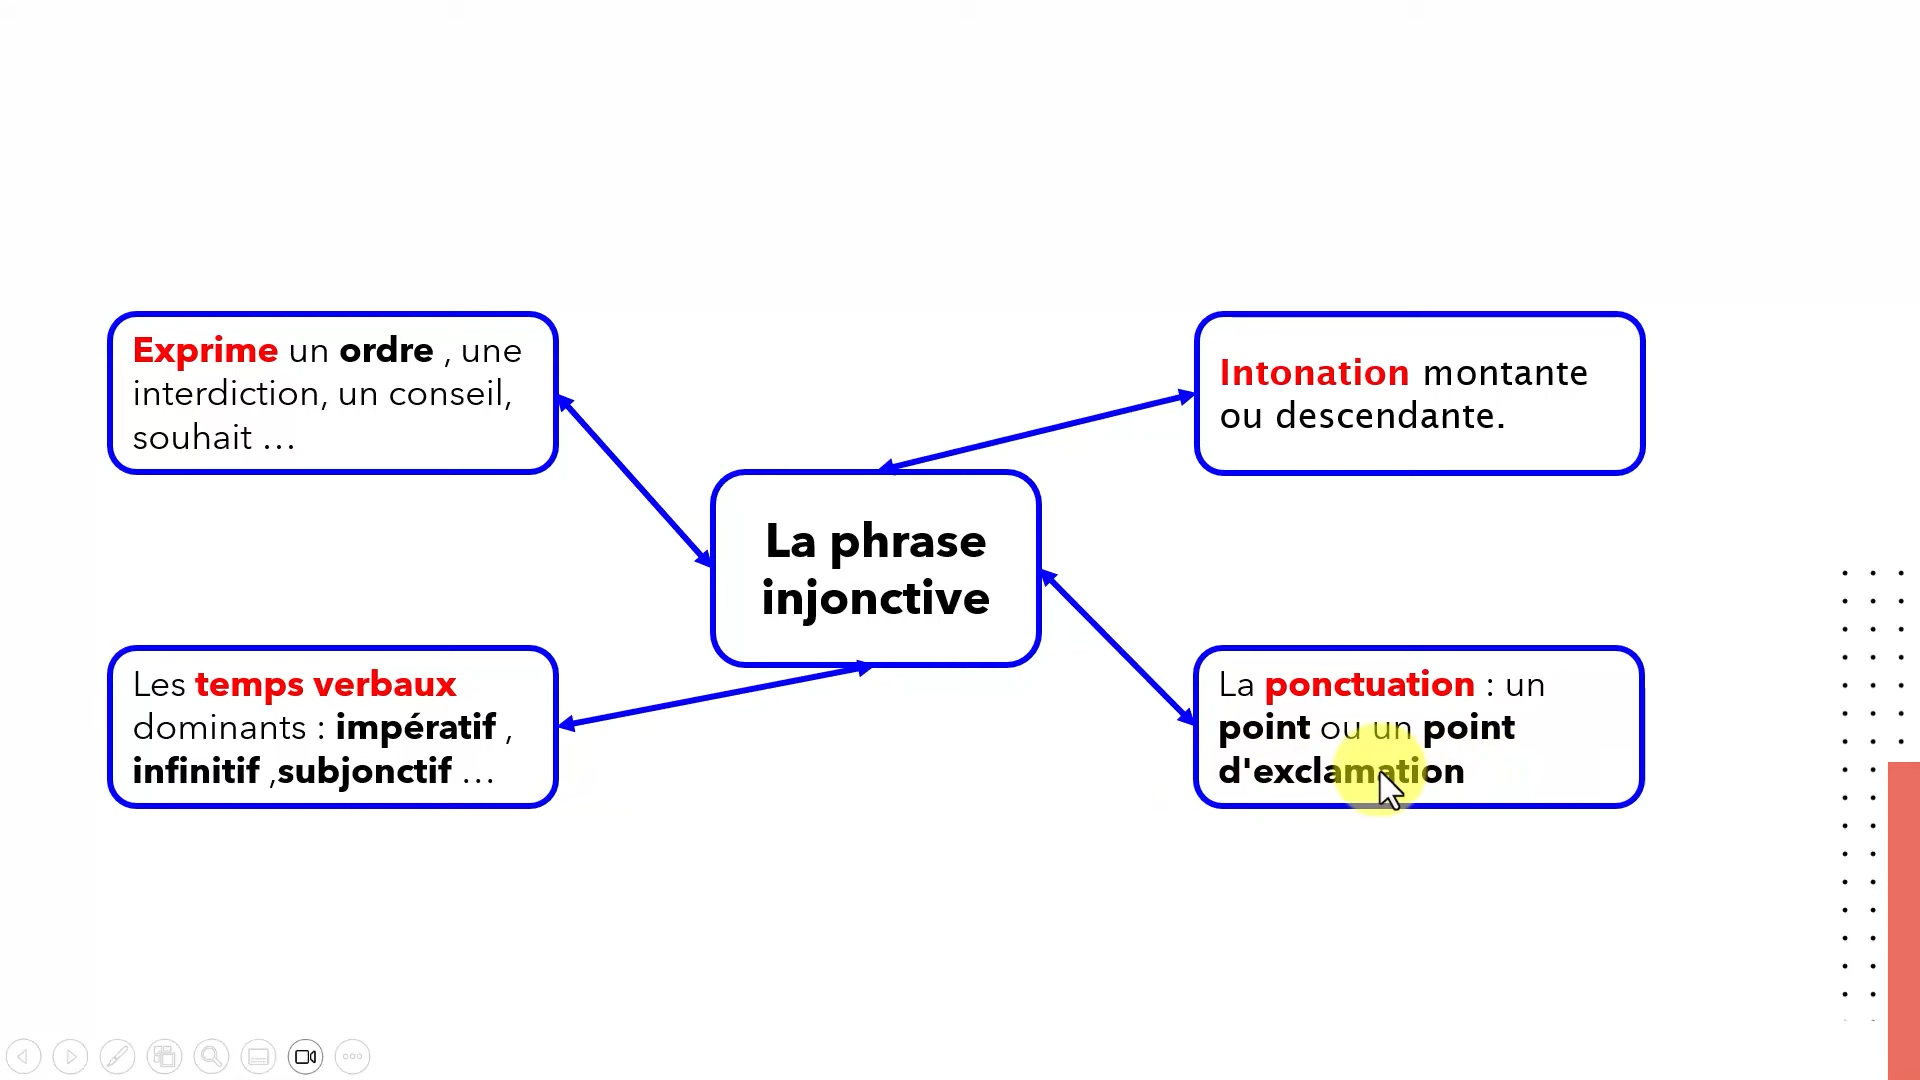 Exprime un ordre , une
interdiction, un conseil,
souhait ...
Intonation montante
ou descendante.
La phrase
injonctive
Les temps verbaux
dominants : impératif ,
infinitif ,subjonctif ...
La ponctuation : un
point ou un point
d'exclamation